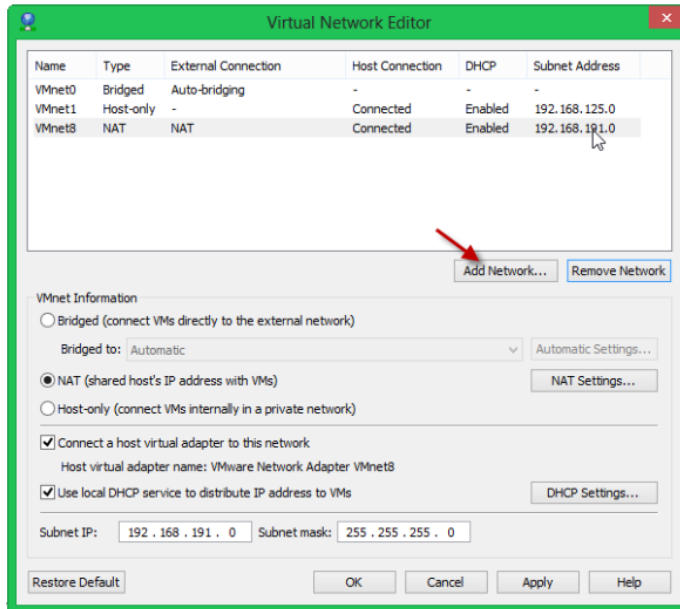 Virtual Network Editor
Name Type External Connection Host Connection DHCP Subnet Address
VMnet0 Bridged Auto-bridging - - -
VMnet1 Host-only - Connected Enabled 192.168.125.0
VMnet8 NAT NAT Connected Enabled 192.168.191.0
Add Network... Remove Network
VMnet Information
Bridged (connect VMs directly to the external network)
Bridged to: Automatic Automatic Settings...
NAT (shared host's IP address with VMs) NAT Settings...
Host-only (connect VMs internally in a private network)
Connect a host virtual adapter to this network
Host virtual adapter name: VMware Network Adapter VMnet8
Use local DHCP service to distribute IP address to VMs DHCP Settings...
Subnet IP: 192 . 168 . 191 . 0 Subnet mask: 255 . 255 . 255 . 0
Restore Default OK Cancel Apply Help